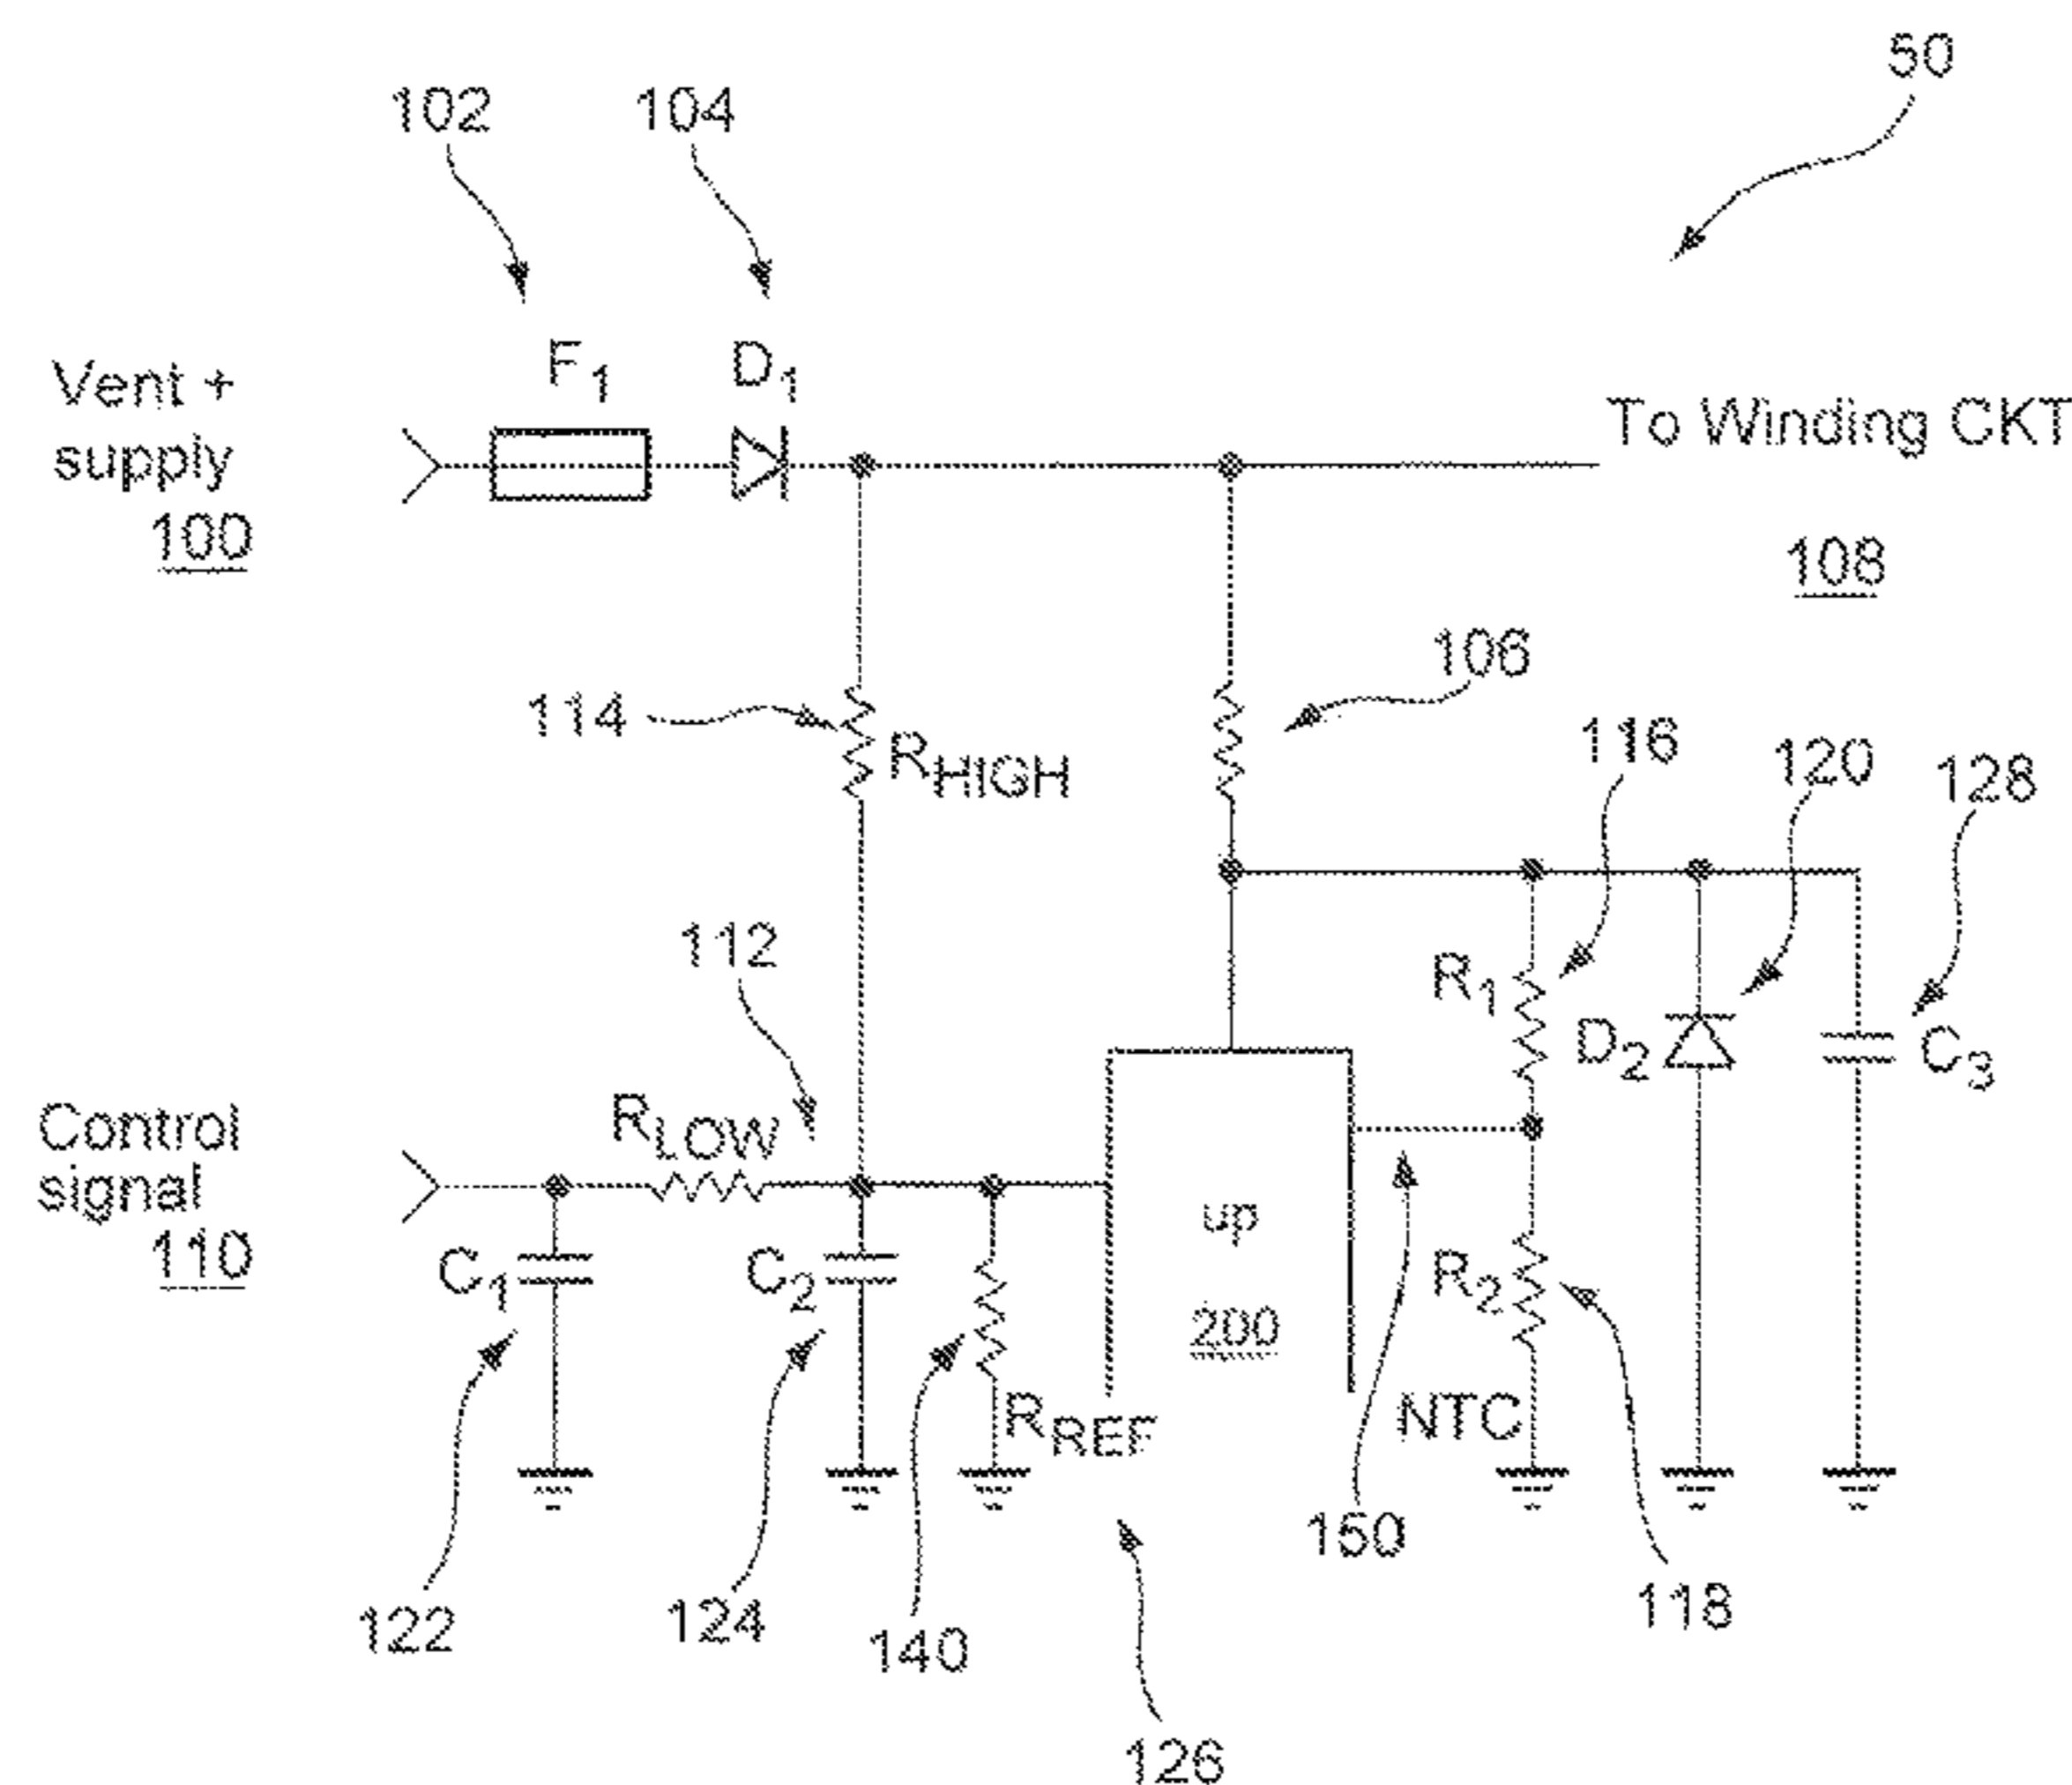 50
102
104
Vent +
supply
100
F1
D1
To Winding CKT
108
106
114
RHIGH
116
120
128
112
R1
D2
C3
Control
signal
110
RLOW
up
200
C1
C2
R2
RREF
NTC
150
122
124
140
118
126